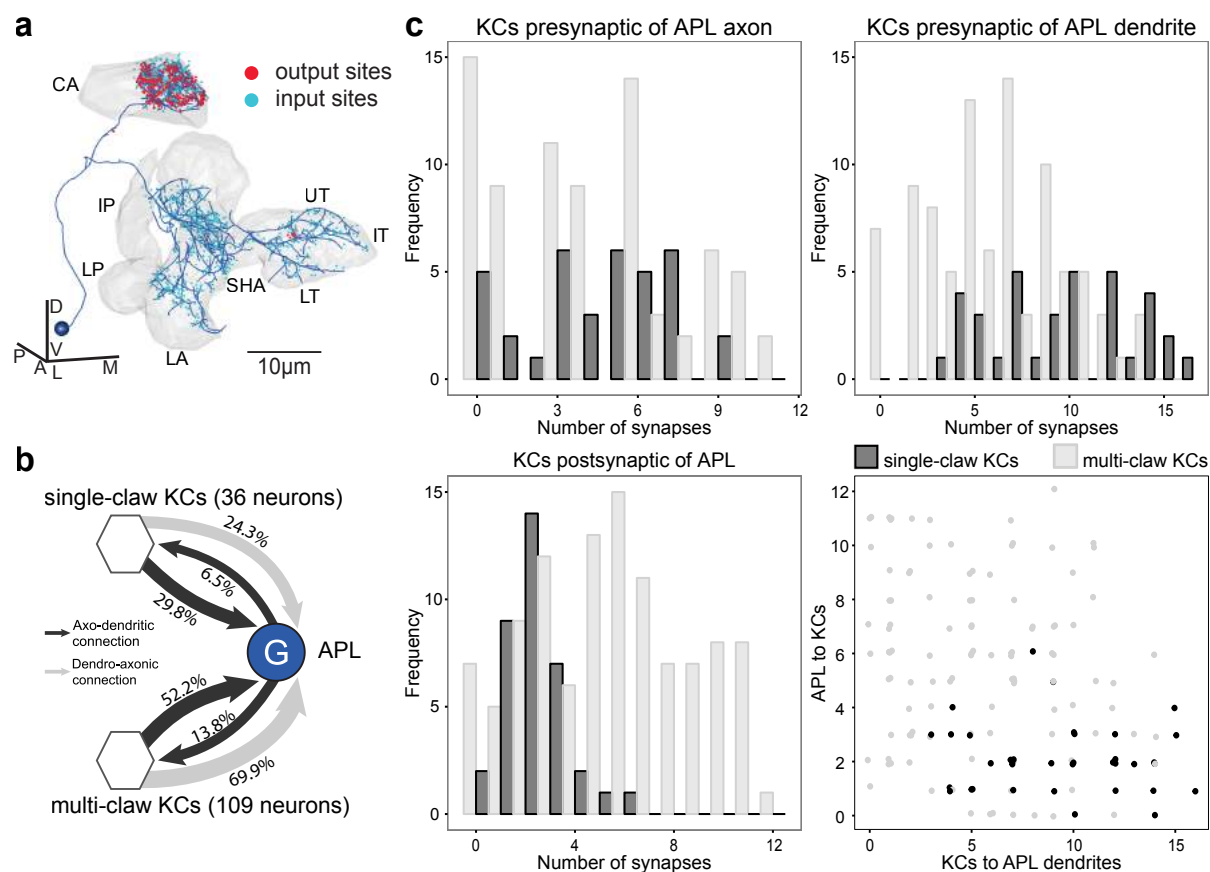 a
CA
output sites
input sites
IP
UT
IT
LP
SHA
LT
LA
D
P
V
A
L
M
10µm
b
single-claw KCs (36 neurons)
24.3%
6.5%
29.8%
Axo-dendritic
connection
Dendro-axonic
connection
G
APL
52.2%
13.8%
69.9%
multi-claw KCs (109 neurons)
c
KCs presynaptic of APL axon
15
10
5
0
Frequency
0 3 6 9 12
Number of synapses
KCs presynaptic of APL dendrite
15
10
5
0
Frequency
0 5 10 15
Number of synapses
KCs postsynaptic of APL
15
10
5
0
Frequency
0 4 8 12
Number of synapses
single-claw KCs multi-claw KCs
12
10
8
6
4
2
0
APL to KCs
0 5 10 15
KCs to APL dendrites